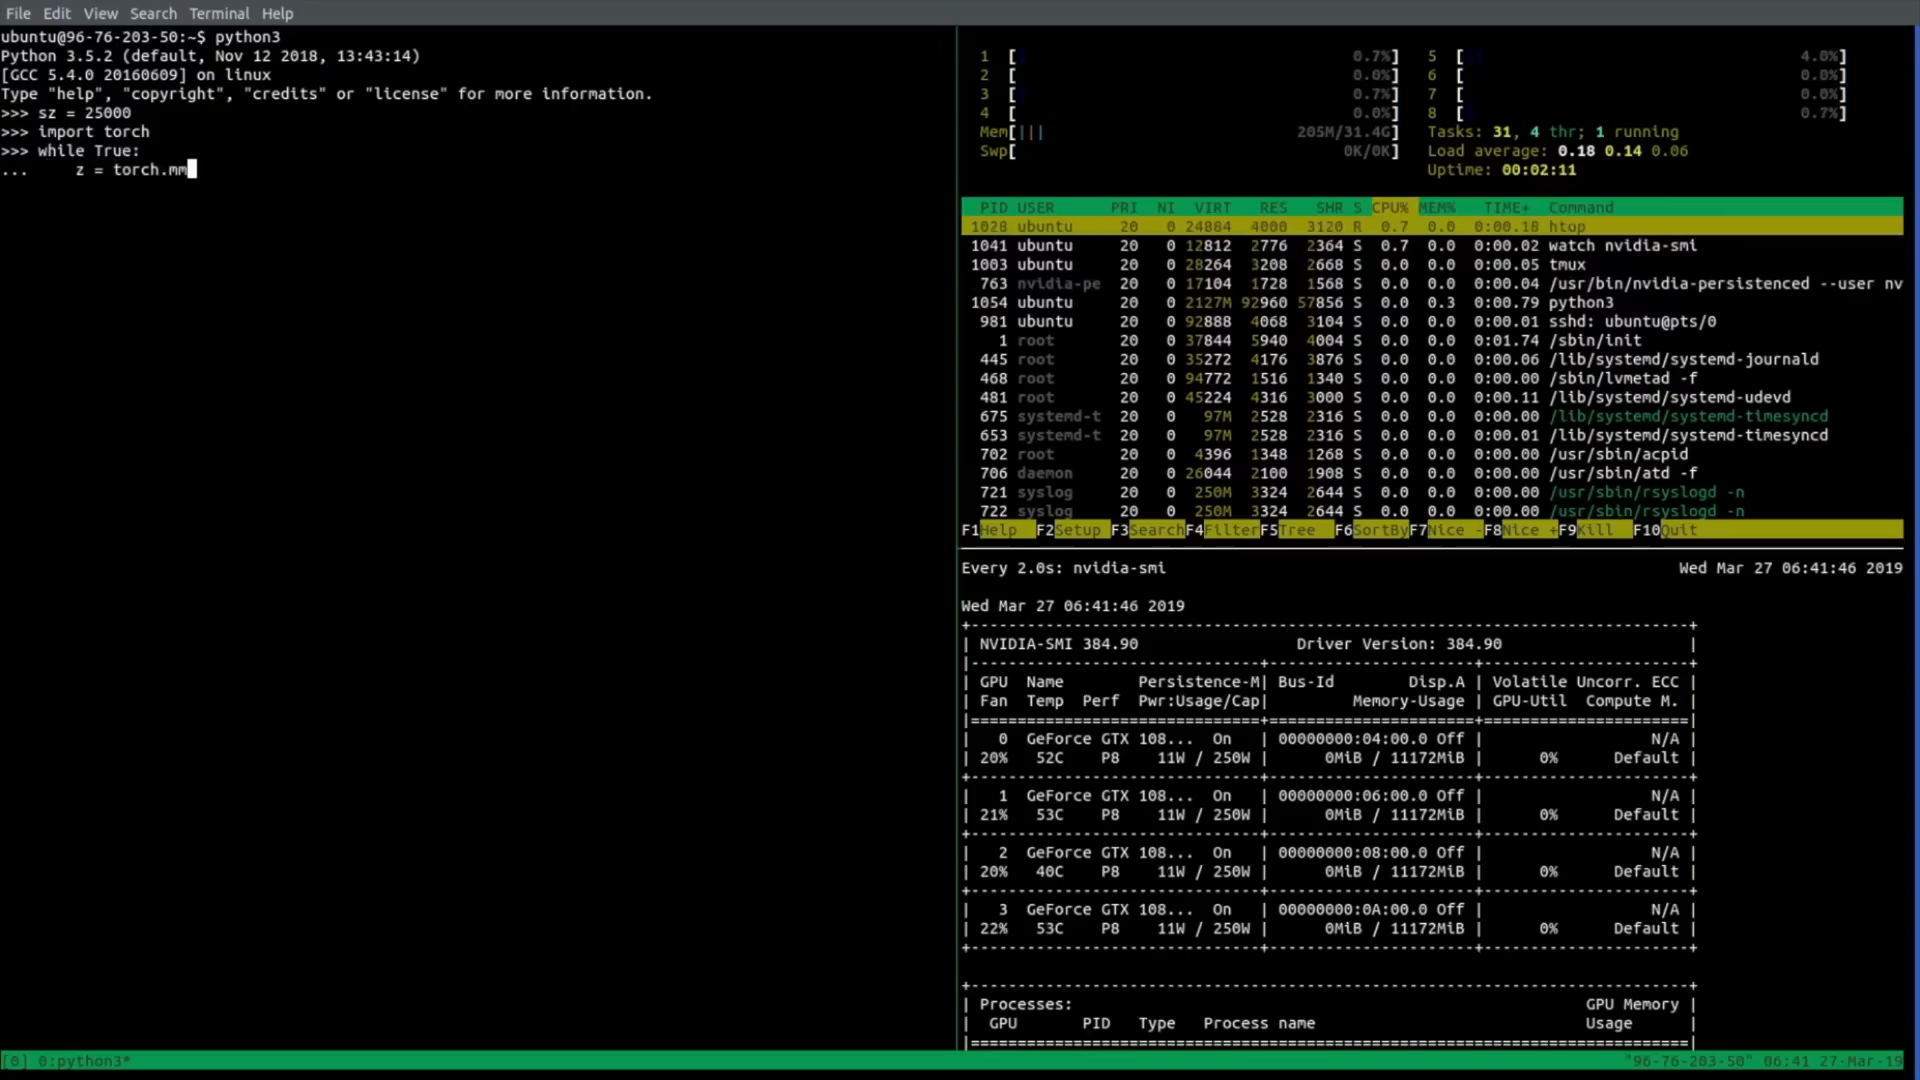 File Edit View Search Terminal Help
ubuntu@96-76-203-50:~$ python3
Python 3.5.2 (default, Nov 12 2018, 13:43:14)
[GCC 5.4.0 20160609] on linux
Type "help", "copyright", "credits" or "license" for more information.
>>> sz = 25000
>>> import torch
>>> while True:
...     z = torch.mm
1 [ 0.7%] 5 [ 4.0%]
2 [ 0.0%] 6 [ 0.0%]
3 [ 0.7%] 7 [ 0.0%]
4 [ 0.0%] 8 [ 0.7%]
Mem[||| 205M/31.4G] Tasks: 31, 4 thr; 1 running
Swp[ 0K/0K] Load average: 0.18 0.14 0.06
Uptime: 00:02:11
PID USER PRI NI VIRT RES SHR S CPU% MEM% TIME+ Command
1028 ubuntu 20 0 24884 4000 3120 R 0.7 0.0 0:00.18 htop
1041 ubuntu 20 0 12812 2776 2364 S 0.7 0.0 0:00.02 watch nvidia-smi
1003 ubuntu 20 0 28264 3208 2668 S 0.0 0.0 0:00.05 tmux
763 nvidia-pe 20 0 17104 1728 1568 S 0.0 0.0 0:00.04 /usr/bin/nvidia-persistenced --user nv
1054 ubuntu 20 0 2127M 92960 57856 S 0.0 0.3 0:00.79 python3
981 ubuntu 20 0 92888 4068 3104 S 0.0 0.0 0:00.01 sshd: ubuntu@pts/0
1 root 20 0 37844 5940 4004 S 0.0 0.0 0:01.74 /sbin/init
445 root 20 0 35272 4176 3876 S 0.0 0.0 0:00.06 /lib/systemd/systemd-journald
468 root 20 0 94772 1516 1340 S 0.0 0.0 0:00.00 /sbin/lvmetad -f
481 root 20 0 45224 4316 3000 S 0.0 0.0 0:00.11 /lib/systemd/systemd-udevd
675 systemd-t 20 0 97M 2528 2316 S 0.0 0.0 0:00.00 /lib/systemd/systemd-timesyncd
653 systemd-t 20 0 97M 2528 2316 S 0.0 0.0 0:00.01 /lib/systemd/systemd-timesyncd
702 root 20 0 4396 1348 1268 S 0.0 0.0 0:00.00 /usr/sbin/acpid
706 daemon 20 0 26044 2100 1908 S 0.0 0.0 0:00.00 /usr/sbin/atd -f
721 syslog 20 0 250M 3324 2644 S 0.0 0.0 0:00.00 /usr/sbin/rsyslogd -n
722 syslog 20 0 250M 3324 2644 S 0.0 0.0 0:00.00 /usr/sbin/rsyslogd -n
F1Help F2Setup F3SearchF4FilterF5Tree F6SortByF7Nice -F8Nice +F9Kill F10Quit
Every 2.0s: nvidia-smi Wed Mar 27 06:41:46 2019
Wed Mar 27 06:41:46 2019
| NVIDIA-SMI 384.90 Driver Version: 384.90 |
| GPU Name Persistence-M| Bus-Id Disp.A | Volatile Uncorr. ECC |
| Fan Temp Perf Pwr:Usage/Cap| Memory-Usage | GPU-Util Compute M. |
| 0 GeForce GTX 108... On | 00000000:04:00.0 Off | N/A |
| 20% 52C P8 11W / 250W | 0MiB / 11172MiB | 0% Default |
| 1 GeForce GTX 108... On | 00000000:06:00.0 Off | N/A |
| 21% 53C P8 11W / 250W | 0MiB / 11172MiB | 0% Default |
| 2 GeForce GTX 108... On | 00000000:08:00.0 Off | N/A |
| 20% 40C P8 11W / 250W | 0MiB / 11172MiB | 0% Default |
| 3 GeForce GTX 108... On | 00000000:0A:00.0 Off | N/A |
| 22% 53C P8 11W / 250W | 0MiB / 11172MiB | 0% Default |
| Processes: GPU Memory |
| GPU PID Type Process name Usage |
[0] 0:python3* "96-76-203-50" 06:41 27-Mar-19